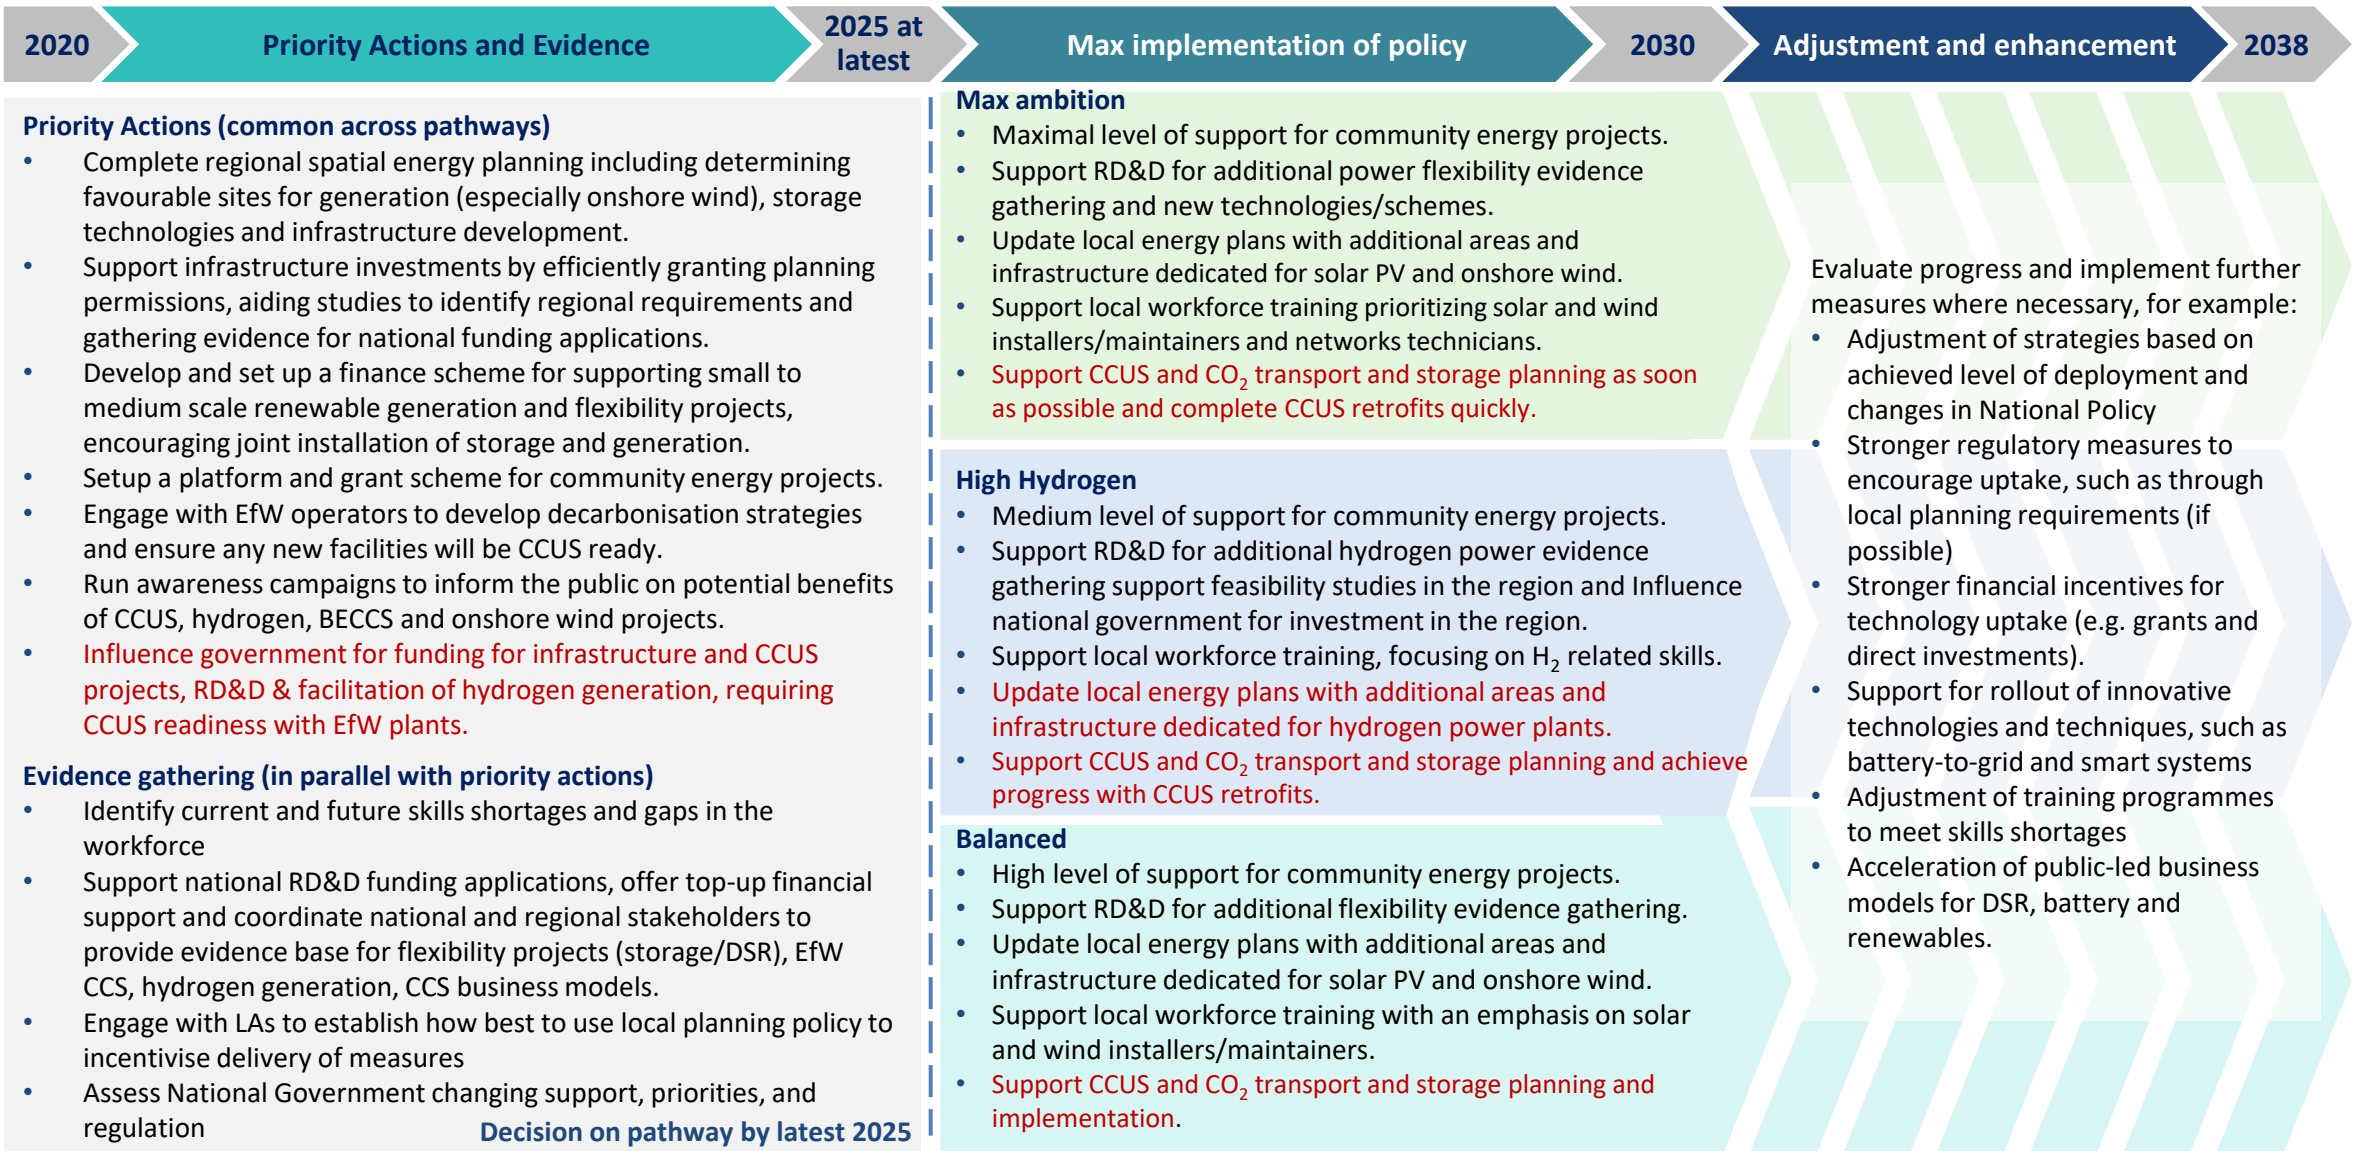 2020
Priority Actions and Evidence
2025 at
latest
Max implementation of policy
2030
Adjustment and enhancement
2038
Priority Actions (common across pathways)
• Complete regional spatial energy planning including determining
favourable sites for generation (especially onshore wind), storage
technologies and infrastructure development.
• Support infrastructure investments by efficiently granting planning
permissions, aiding studies to identify regional requirements and
gathering evidence for national funding applications.
• Develop and set up a finance scheme for supporting small to
medium scale renewable generation and flexibility projects,
encouraging joint installation of storage and generation.
• Setup a platform and grant scheme for community energy projects.
• Engage with EfW operators to develop decarbonisation strategies
and ensure any new facilities will be CCUS ready.
• Run awareness campaigns to inform the public on potential benefits
of CCUS, hydrogen, BECCS and onshore wind projects.
• Influence government for funding for infrastructure and CCUS
projects, RD&D & facilitation of hydrogen generation, requiring
CCUS readiness with EfW plants.
Evidence gathering (in parallel with priority actions)
• Identify current and future skills shortages and gaps in the
workforce
• Support national RD&D funding applications, offer top-up financial
support and coordinate national and regional stakeholders to
provide evidence base for flexibility projects (storage/DSR), EfW
CCS, hydrogen generation, CCS business models.
• Engage with LAs to establish how best to use local planning policy to
incentivise delivery of measures
• Assess National Government changing support, priorities, and
regulation
Decision on pathway by latest 2025
Max ambition
• Maximal level of support for community energy projects.
• Support RD&D for additional power flexibility evidence
gathering and new technologies/schemes.
• Update local energy plans with additional areas and
infrastructure dedicated for solar PV and onshore wind.
• Support local workforce training prioritizing solar and wind
installers/maintainers and networks technicians.
• Support CCUS and CO₂ transport and storage planning as soon
as possible and complete CCUS retrofits quickly.
High Hydrogen
• Medium level of support for community energy projects.
• Support RD&D for additional hydrogen power evidence
gathering support feasibility studies in the region and Influence
national government for investment in the region.
• Support local workforce training, focusing on H₂ related skills.
• Update local energy plans with additional areas and
infrastructure dedicated for hydrogen power plants.
• Support CCUS and CO₂ transport and storage planning and achieve
progress with CCUS retrofits.
Balanced
• High level of support for community energy projects.
• Support RD&D for additional flexibility evidence gathering.
• Update local energy plans with additional areas and
infrastructure dedicated for solar PV and onshore wind.
• Support local workforce training with an emphasis on solar
and wind installers/maintainers.
• Support CCUS and CO₂ transport and storage planning and
implementation.
Evaluate progress and implement further
measures where necessary, for example:
• Adjustment of strategies based on
achieved level of deployment and
changes in National Policy
• Stronger regulatory measures to
encourage uptake, such as through
local planning requirements (if
possible)
• Stronger financial incentives for
technology uptake (e.g. grants and
direct investments).
• Support for rollout of innovative
technologies and techniques, such as
battery-to-grid and smart systems
• Adjustment of training programmes
to meet skills shortages
• Acceleration of public-led business
models for DSR, battery and
renewables.